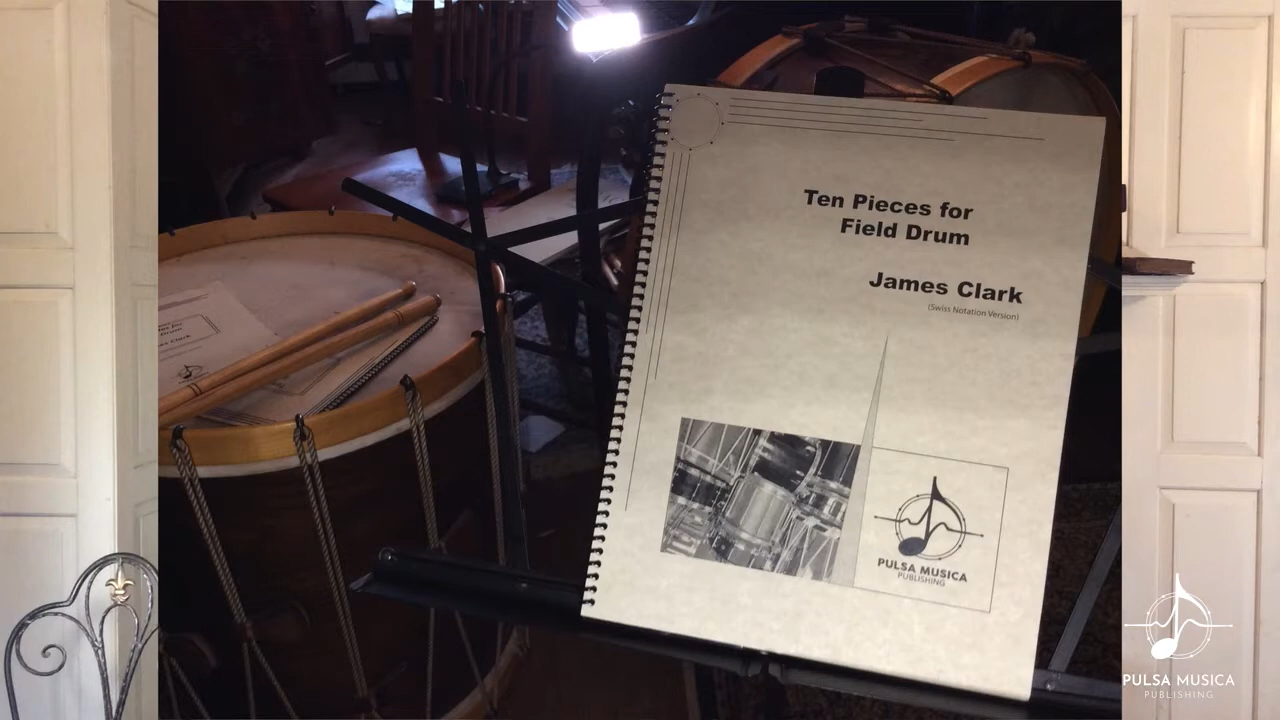 Ten Pieces for
Field Drum
James Clark
(Swiss Notation Version)
PULSA MUSICA
PUBLISHING
PULSA MUSICA
PUBLISHING